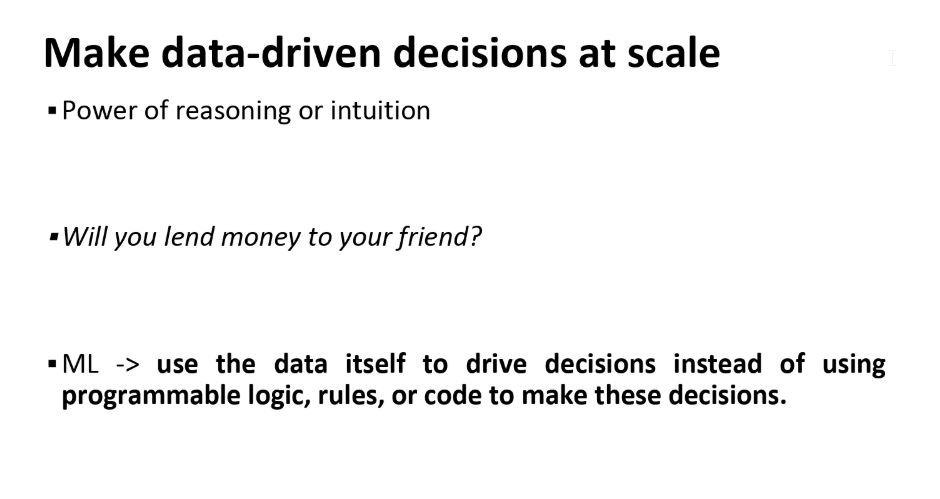 Make data-driven decisions at scale
▪ Power of reasoning or intuition
▪ Will you lend money to your friend?
▪ ML -> use the data itself to drive decisions instead of using
programmable logic, rules, or code to make these decisions.